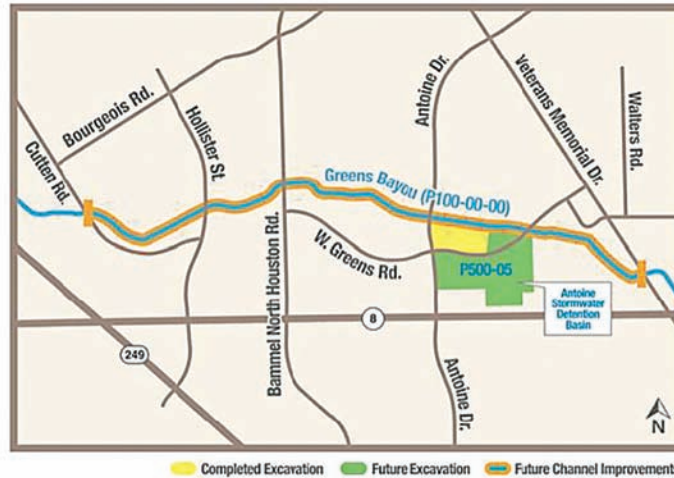 Bourgeois Rd.
Cutten Rd.
Hollister St.
Bammel North Houston Rd.
Antoine Dr.
Veterans Memorial Dr.
Walters Rd.
Greens Bayou (P100-00-00)
W. Greens Rd.
P500-05
Antoine
Stormwater
Detention
Basin
8
249
Antoine Dr.
N
Completed Excavation
Future Excavation
Future Channel Improvement